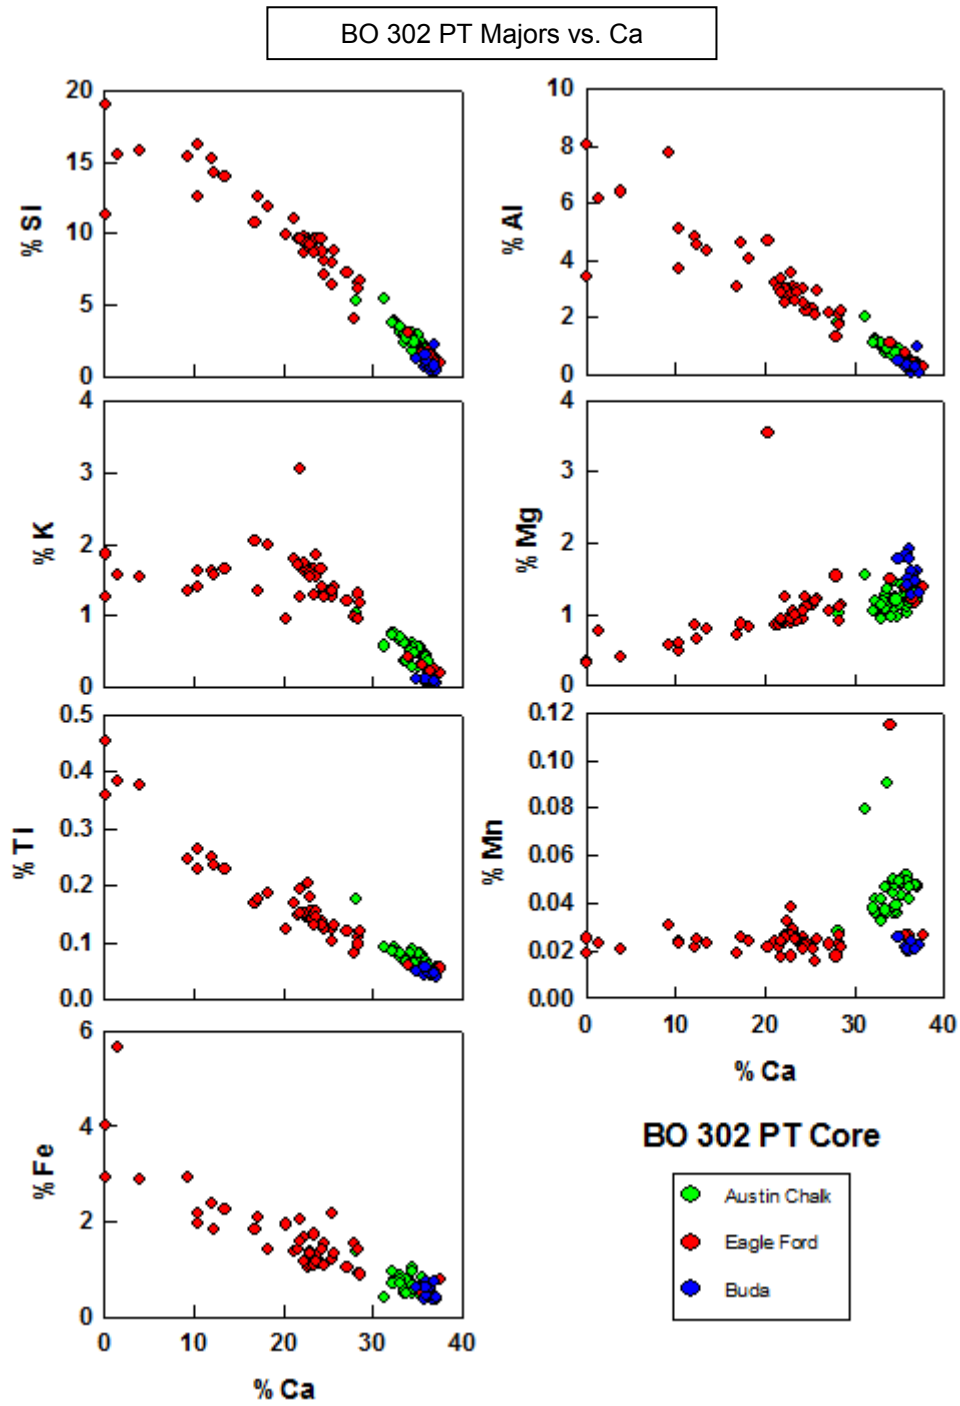 BO 302 PT Majors vs. Ca
20
15
10
5
0
% Si
10
8
6
4
2
0
% Al
4
3
2
1
0
% K
4
3
2
1
0
% Mg
0.5
0.4
0.3
0.2
0.1
0.0
% Ti
0.12
0.10
0.08
0.06
0.04
0.02
0.00
% Mn
0 10 20 30 40
% Ca
6
4
2
0
% Fe
0 10 20 30 40
% Ca
BO 302 PT Core
Austin Chalk
Eagle Ford
Buda